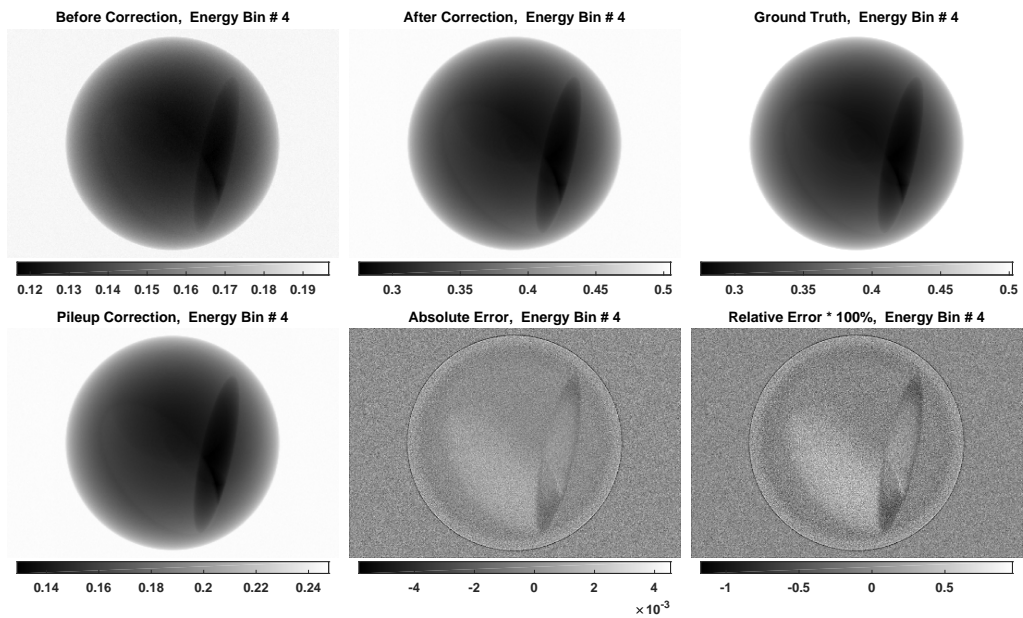 Before Correction,  Energy Bin # 4
After Correction,  Energy Bin # 4
Ground Truth,  Energy Bin # 4
0.12 0.13 0.14 0.15 0.16 0.17 0.18 0.19
0.3 0.35 0.4 0.45 0.5
0.3 0.35 0.4 0.45 0.5
Pileup Correction,  Energy Bin # 4
Absolute Error,  Energy Bin # 4
Relative Error * 100%,  Energy Bin # 4
0.14 0.16 0.18 0.2 0.22 0.24
-4 -2 0 2 4
×10⁻³
-1 -0.5 0 0.5